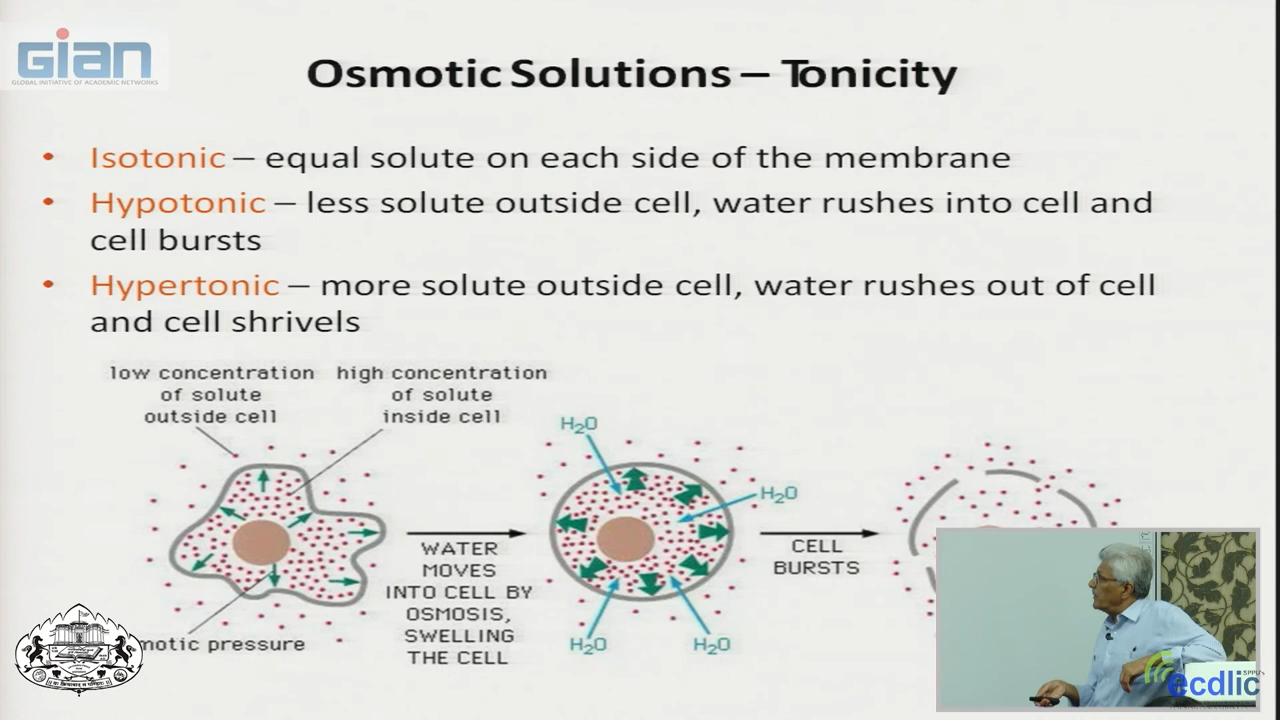 GIAN
GLOBAL INITIATIVE OF ACADEMIC NETWORKS
Osmotic Solutions – Tonicity
• Isotonic – equal solute on each side of the membrane
• Hypotonic – less solute outside cell, water rushes into cell and
cell bursts
• Hypertonic – more solute outside cell, water rushes out of cell
and cell shrivels
low concentration
of solute
outside cell
high concentration
of solute
inside cell
H₂O
H₂O
WATER
MOVES
INTO CELL BY
OSMOSIS,
SWELLING
THE CELL
CELL
BURSTS
pressure
H₂O
H₂O
SPPU's
ecdlic